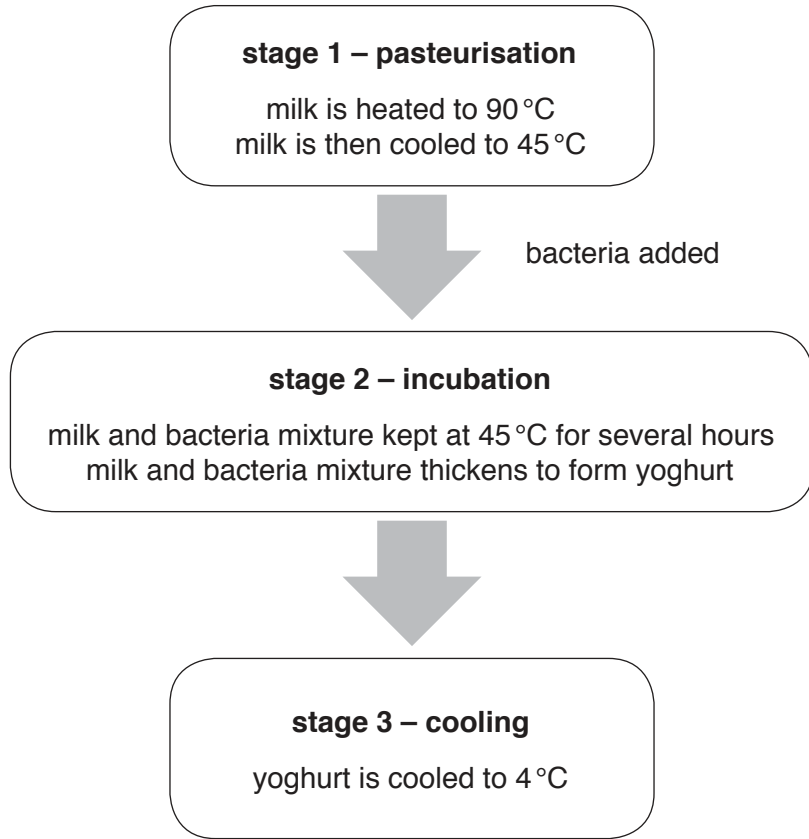 stage 1 – pasteurisation
milk is heated to 90 °C
milk is then cooled to 45 °C
bacteria added
stage 2 – incubation
milk and bacteria mixture kept at 45 °C for several hours
milk and bacteria mixture thickens to form yoghurt
stage 3 – cooling
yoghurt is cooled to 4 °C